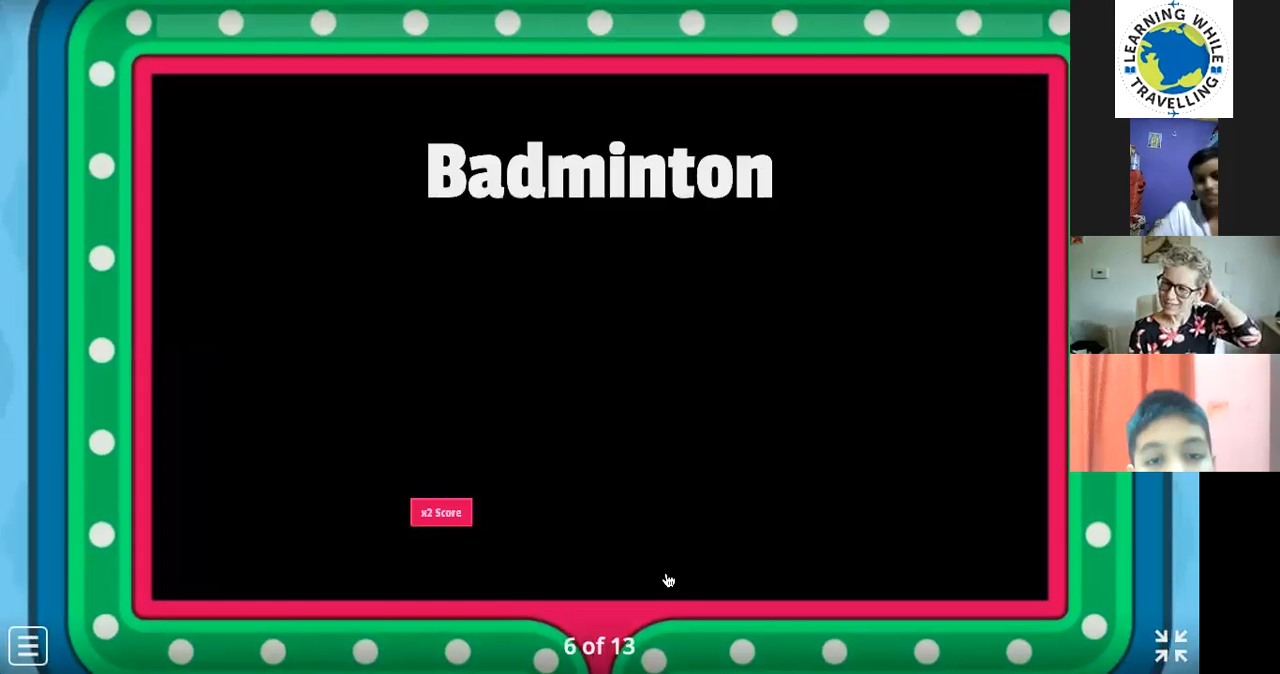 Badminton
x2 Score
6 of 13
LEARNING WHILE
TRAVELLING